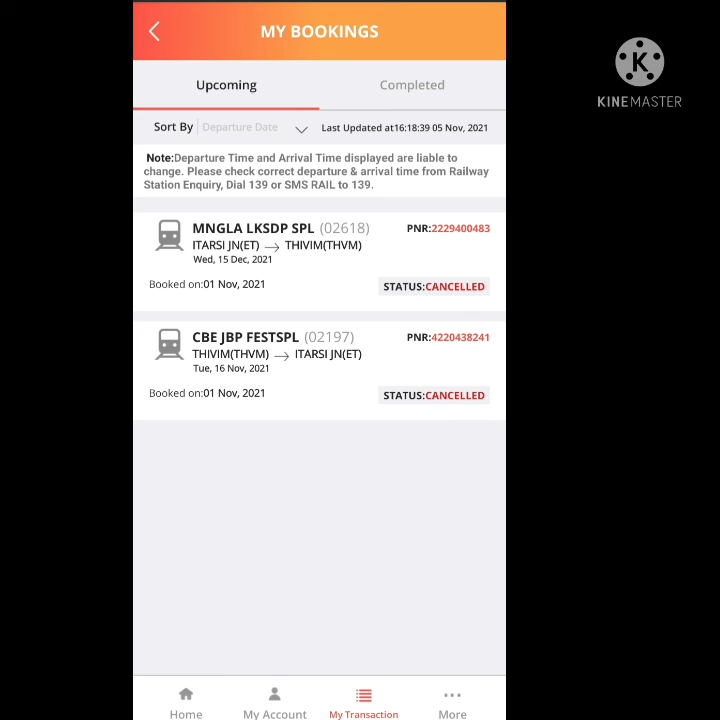 MY BOOKINGS
K
KINEMASTER
Upcoming
Completed
Sort By
Departure Date
Last Updated at16:18:39 05 Nov, 2021
Note:Departure Time and Arrival Time displayed are liable to
change. Please check correct departure & arrival time from Railway
Station Enquiry, Dial 139 or SMS RAIL to 139.
MNGLA LKSDP SPL (02618)
PNR:2229400483
ITARSI JN(ET) → THIVIM(THVM)
Wed, 15 Dec, 2021
Booked on:01 Nov, 2021
STATUS:CANCELLED
CBE JBP FESTSPL (02197)
PNR:4220438241
THIVIM(THVM) → ITARSI JN(ET)
Tue, 16 Nov, 2021
Booked on:01 Nov, 2021
STATUS:CANCELLED
Home
My Account
My Transaction
More